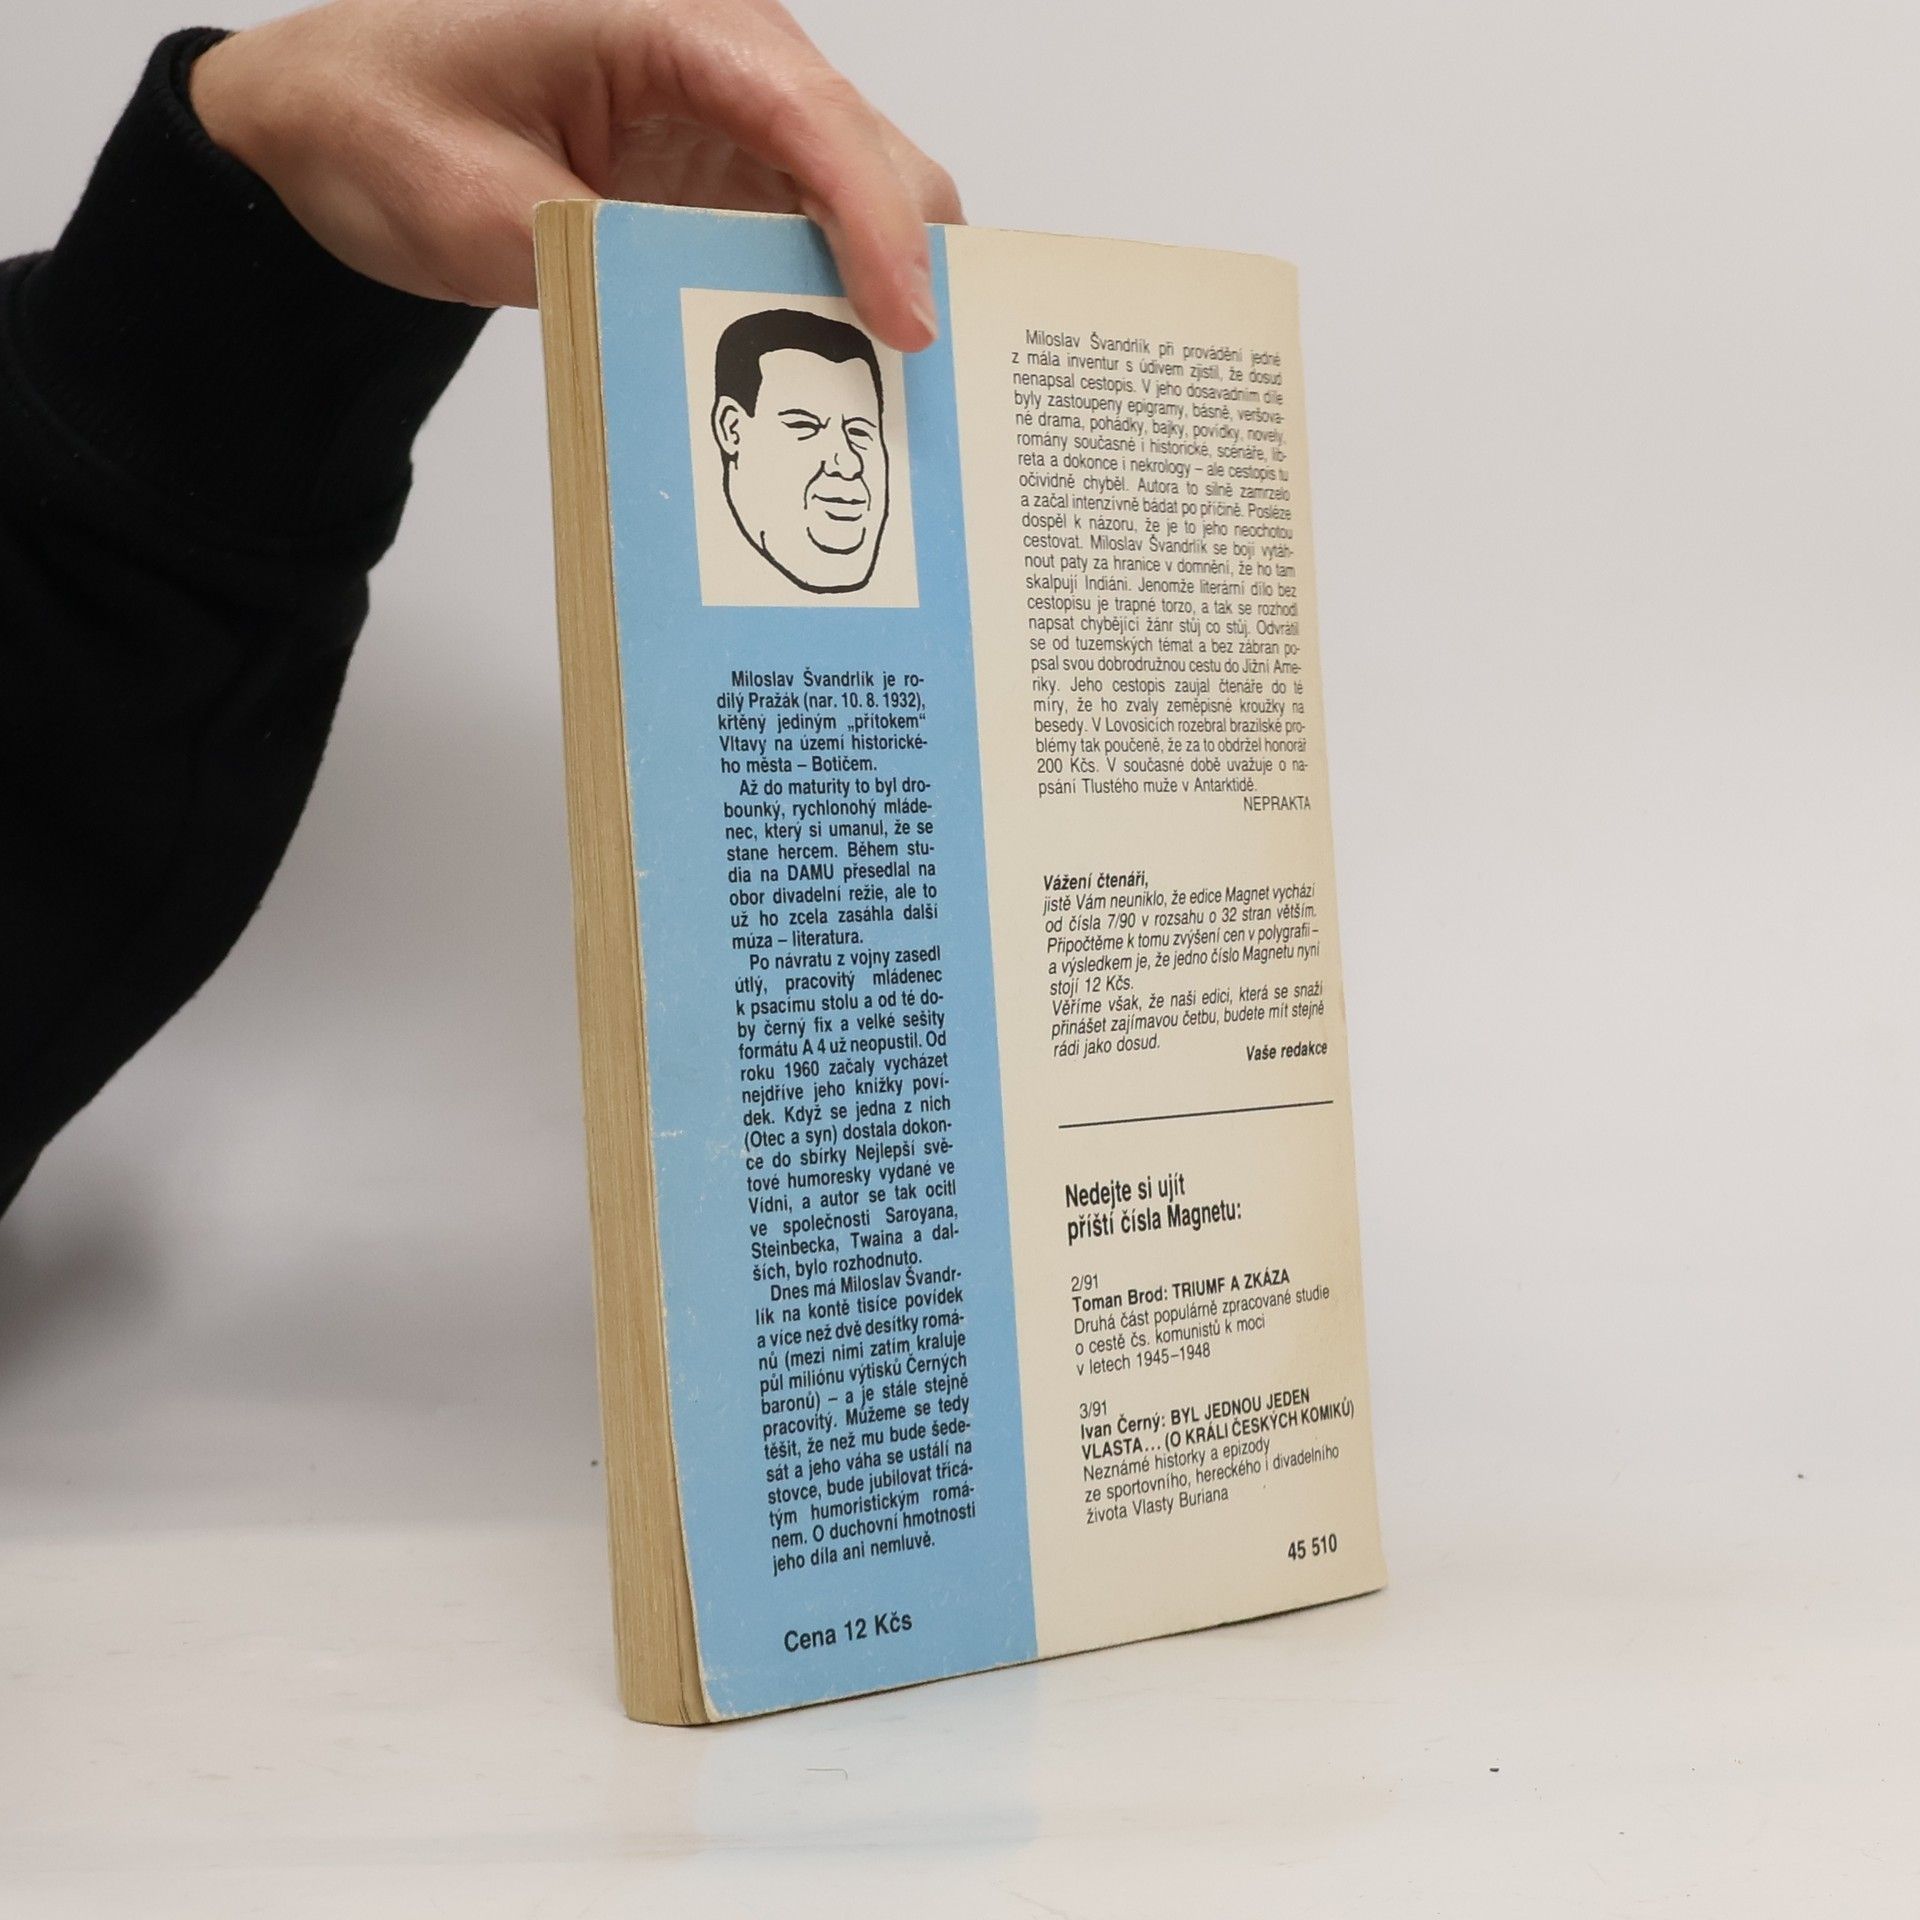 Miloslav Švandrlík je ro-
dilý Pražák (nar. 10. 8. 1932),
křtěný jediným „přítokem“
Vltavy na území historické-
ho města – Botičem.
Až do maturity to byl dro-
bounký, rychlonohý mláde-
nec, který si umanul, že se
stane hercem. Během stu-
dia na DAMU přesedlal na
obor divadelní režie, ale to
už ho zcela zasáhla další
múza – literatura.
Po návratu z vojny zasedl
útlý, pracovitý mládenec
k psacímu stolu a od té do-
by černý fix a velké sešity
formátu A 4 už neopustil. Od
roku 1960 začaly vycházet
nejdříve jeho knížky poví-
dek. Když se jedna z nich
(Otec a syn) dostala dokon-
ce do sbírky Nejlepší svě-
tové humoresky vydané ve
Vídni, a autor se tak ocitl
ve společnosti Saroyana,
Steinbecka, Twaina a dal-
ších, bylo rozhodnuto.
Dnes má Miloslav Švandr-
lík na kontě tisíce povídek
a více než dvě desítky romá-
nů (mezi nimi zatím kraluje
půl miliónu výtisků Černých
baronů) – a je stále stejně
pracovitý. Můžeme se tedy
těšit, že než mu bude šede-
sát a jeho váha se ustálí na
stovce, bude jubilovat třicá-
tým humoristickým romá-
nem. O duchovní hmotnosti
jeho díla ani nemluvě.
Cena 12 Kčs
Miloslav Švandrlík při provádění jedné
z mála inventur s údivem zjistil, že dosud
nenapsal cestopis. V jeho dosavadním díle
byly zastoupeny epigramy, básně, veršova-
né drama, pohádky, bajky, povídky, novely,
romány současné i historické, scénáře, lib-
reta a dokonce i nekrology – ale cestopis tu
očividně chyběl. Autora to silně zamrzelo
a začal intenzívně bádat po příčině. Posléze
dospěl k názoru, že je to jeho neochotou
cestovat. Miloslav Švandrlík se bojí vytáh-
nout paty za hranice v domnění, že ho tam
skalpují Indiáni. Jenomže literární dílo bez
cestopisu je trapné torzo, a tak se rozhodl
napsat chybějící žánr stůj co stůj. Odvrátil
se od tuzemských témat a bez zábran po-
psal svou dobrodružnou cestu do Jižní Ame-
riky. Jeho cestopis zaujal čtenáře do té
míry, že ho zvaly zeměpisné kroužky na
besedy. V Lovosicích rozebral brazilské pro-
blémy tak poučeně, že za to obdržel honorář
200 Kčs. V současné době uvažuje o na-
psání Tlustého muže v Antarktidě.
NEPRAKTA
Vážení čtenáři,
jistě Vám neuniklo, že edice Magnet vychází
od čísla 7/90 v rozsahu o 32 stran větším.
Připočtěme k tomu zvýšení cen v polygrafii –
a výsledkem je, že jedno číslo Magnetu nyní
stojí 12 Kčs.
Věříme však, že naši edici, která se snaží
přinášet zajímavou četbu, budete mít stejně
rádi jako dosud.
Vaše redakce
Nedejte si ujít
příští čísla Magnetu:
2/91
Toman Brod: TRIUMF A ZKÁZA
Druhá část populárně zpracované studie
o cestě čs. komunistů k moci
v letech 1945–1948
3/91
Ivan Černý: BYL JEDNOU JEDEN
VLASTA... (O KRÁLI ČESKÝCH KOMIKŮ)
Neznámé historky a epizody
ze sportovního, hereckého i divadelního
života Vlasty Buriana
45 510